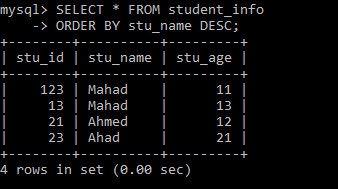 mysql> SELECT * FROM student_info
    -> ORDER BY stu_name DESC;
+--------+----------+---------+
| stu_id | stu_name | stu_age |
+--------+----------+---------+
|    123 | Mahad    |      11 |
|     13 | Mahad    |      13 |
|     21 | Ahmed    |      12 |
|     23 | Ahad     |      21 |
+--------+----------+---------+
4 rows in set (0.00 sec)